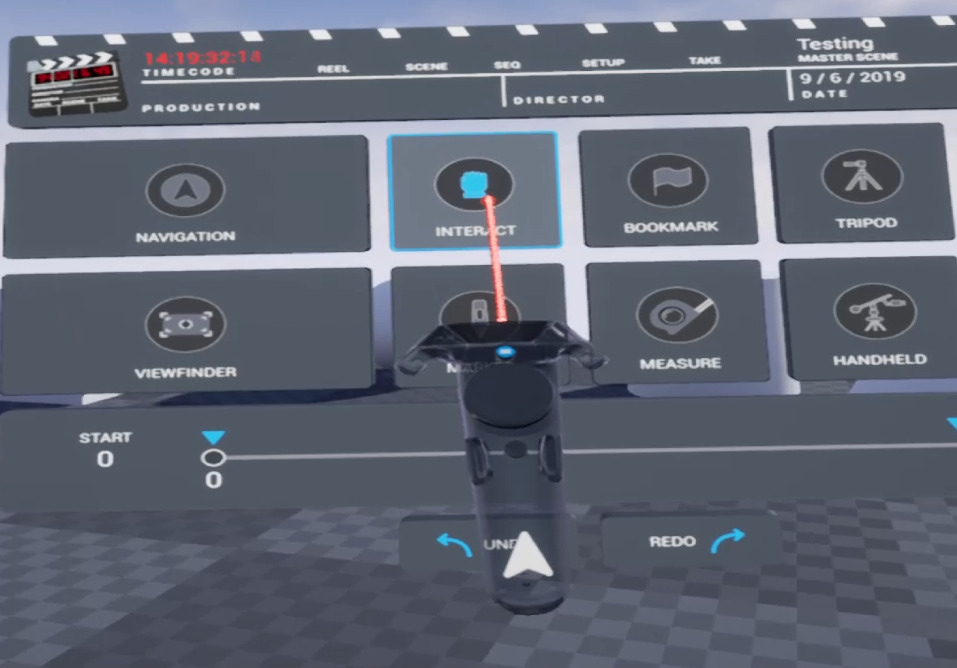 14:19:32:14
TIMECODE
REEL
SCENE
SEQ
SETUP
TAKE
Testing
MASTER SCENE
PRODUCTION
DIRECTOR
9/6/2019
DATE
NAVIGATION
INTERACT
BOOKMARK
TRIPOD
VIEWFINDER
MEASURE
HANDHELD
START
0
0
REDO